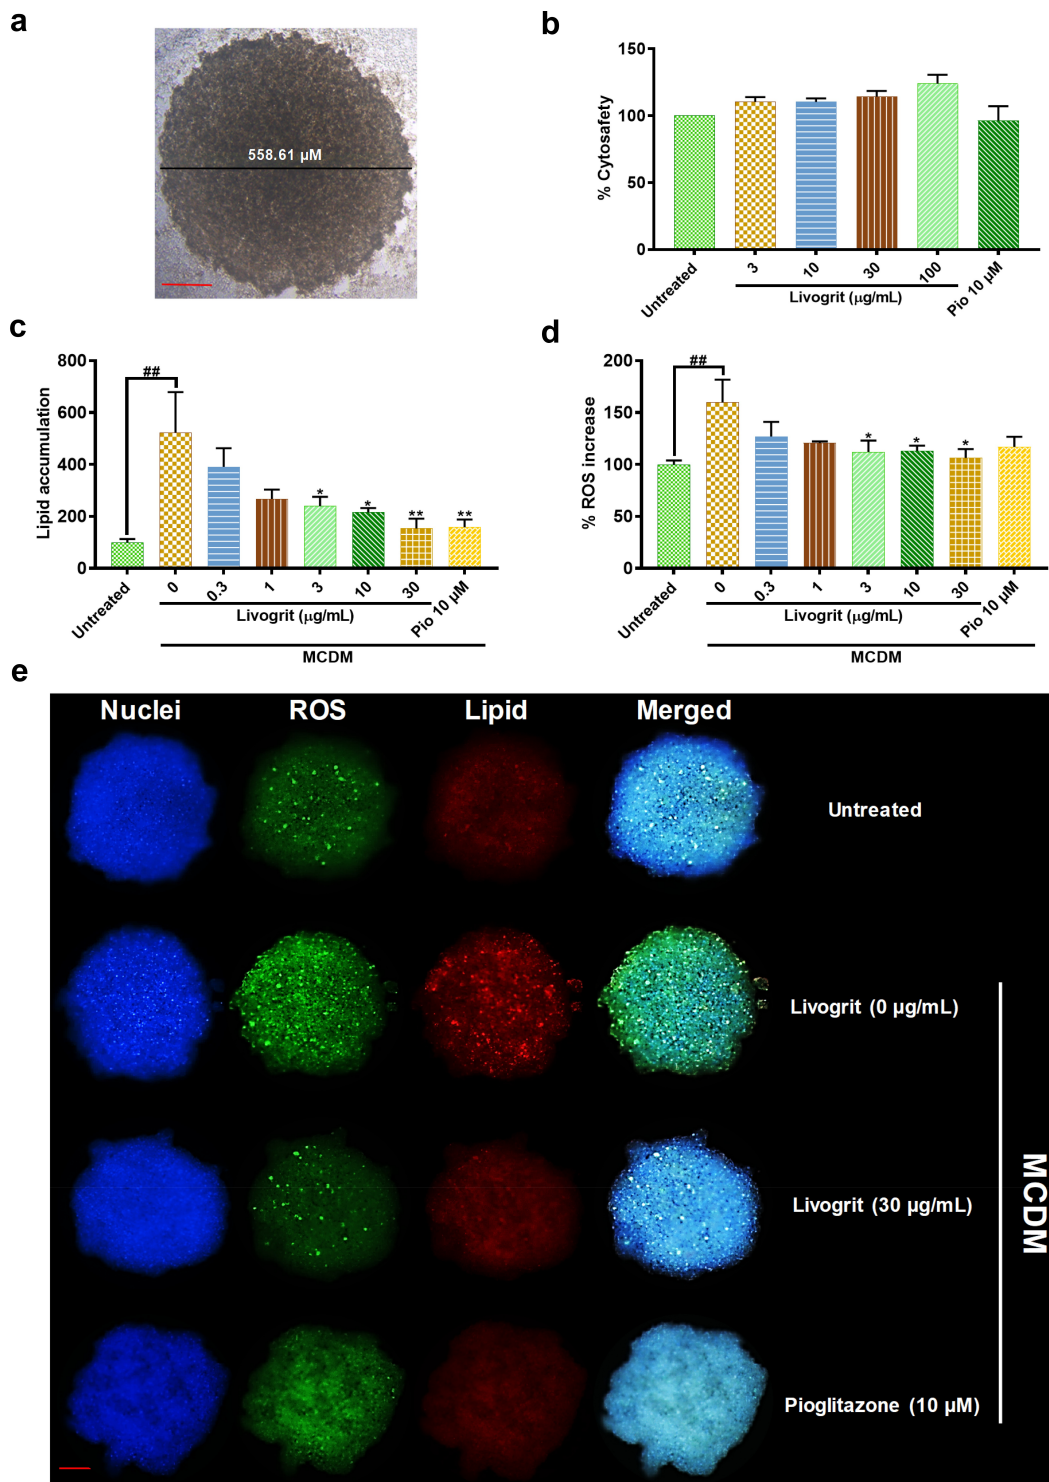 a
558.61 µM
b
150
100
50
0
% Cytosafety
Untreated
3
10
30
100
Pio 10 µM
Livogrit (µg/mL)
c
800
600
400
200
0
Lipid accumulation
##
*
*
**
**
Untreated
0
0.3
1
3
10
30
Pio 10 µM
Livogrit (µg/mL)
MCDM
d
200
150
100
50
0
% ROS increase
##
*
*
*
Untreated
0
0.3
1
3
10
30
Pio 10 µM
Livogrit (µg/mL)
MCDM
e
Nuclei ROS Lipid Merged
Untreated
Livogrit (0 µg/mL)
Livogrit (30 µg/mL)
Pioglitazone (10 µM)
MCDM